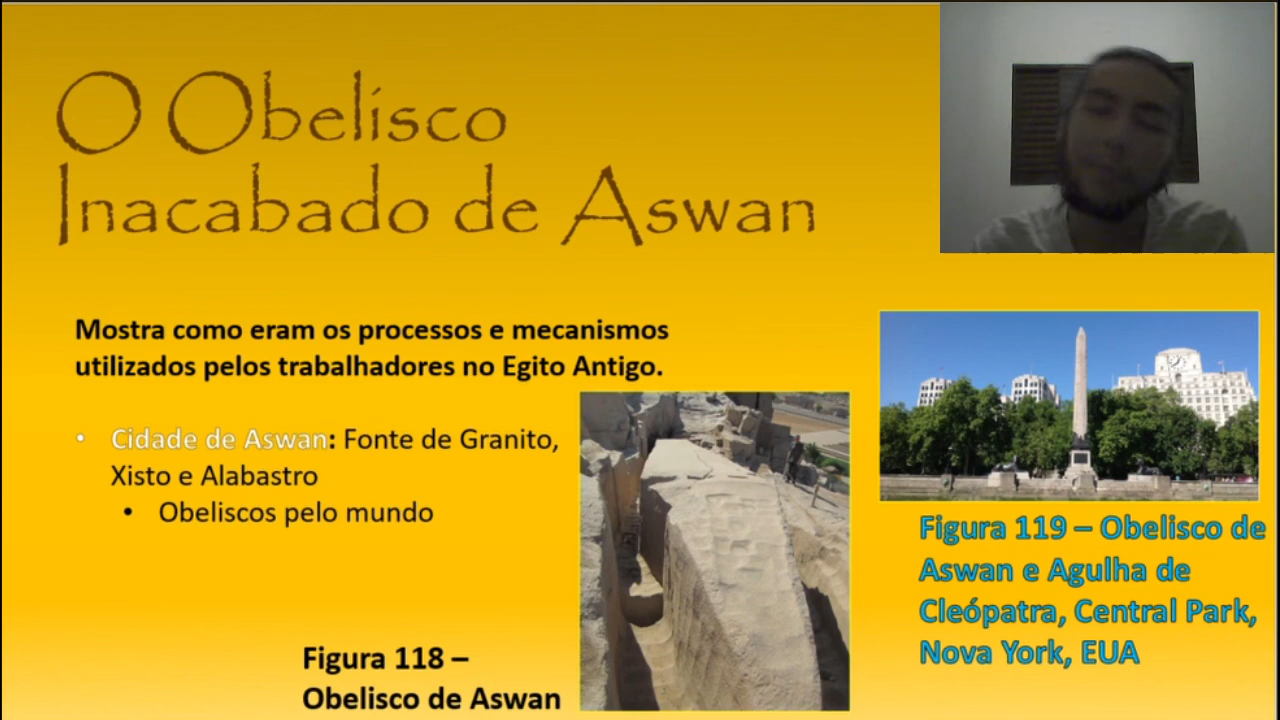 O Obelisco
Inacabado de Aswan
Mostra como eram os processos e mecanismos
utilizados pelos trabalhadores no Egito Antigo.
• Cidade de Aswan: Fonte de Granito,
Xisto e Alabastro
• Obeliscos pelo mundo
Figura 118 –
Obelisco de Aswan
Figura 119 – Obelisco de
Aswan e Agulha de
Cleópatra, Central Park,
Nova York, EUA